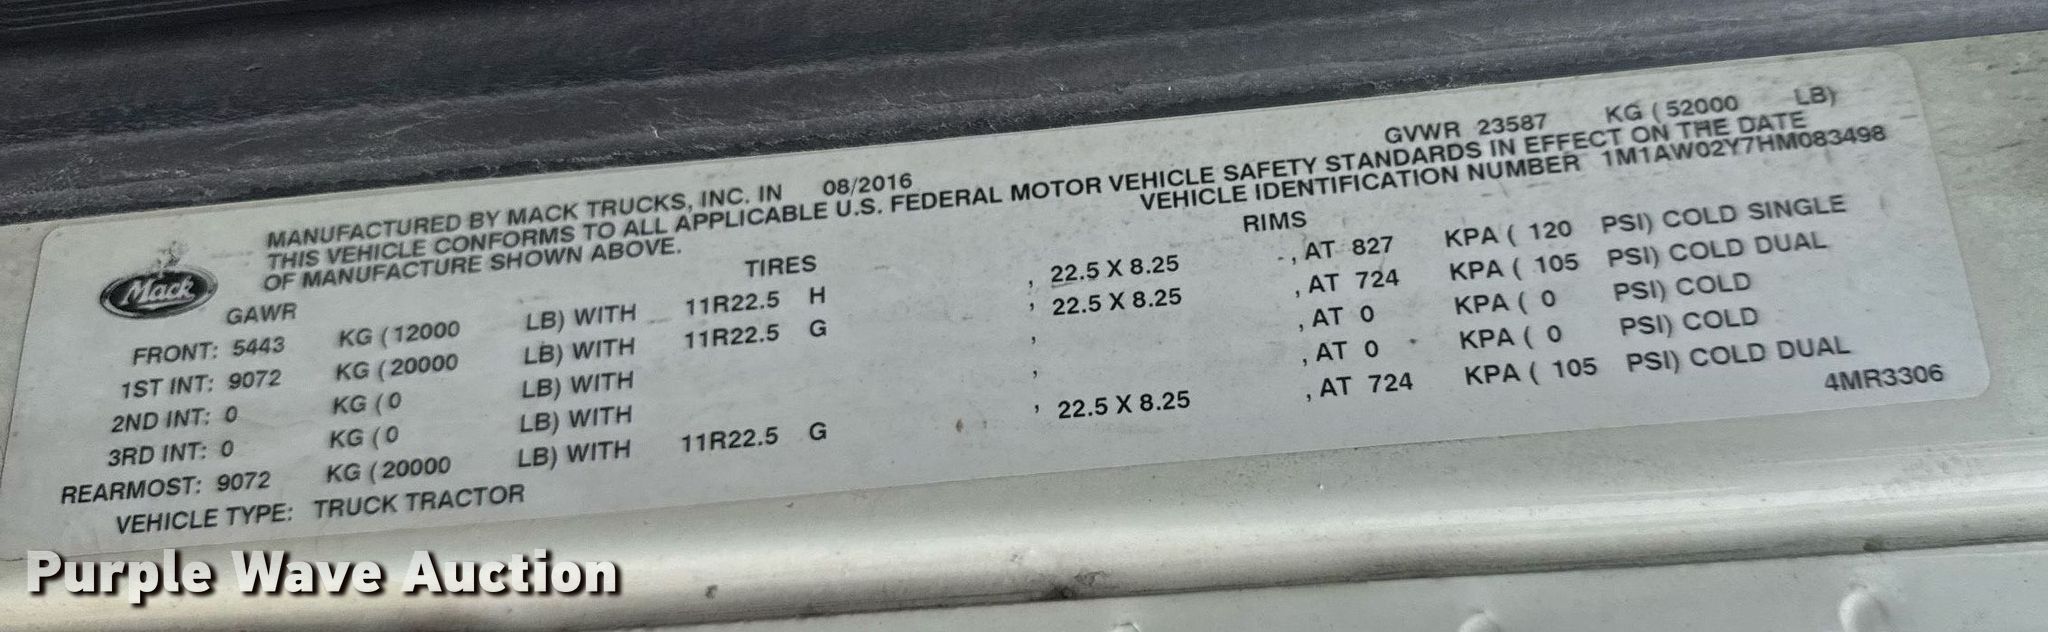 GVWR 23587 KG ( 52000 LB)
MANUFACTURED BY MACK TRUCKS, INC. IN 08/2016
THIS VEHICLE CONFORMS TO ALL APPLICABLE U.S. FEDERAL MOTOR VEHICLE SAFETY STANDARDS IN EFFECT ON THE DATE
OF MANUFACTURE SHOWN ABOVE. VEHICLE IDENTIFICATION NUMBER 1M1AW02Y7HM083498
Mack
GAWR TIRES RIMS
FRONT: 5443 KG ( 12000 LB) WITH 11R22.5 H , 22.5 X 8.25 , AT 827 KPA ( 120 PSI) COLD SINGLE
1ST INT: 9072 KG ( 20000 LB) WITH 11R22.5 G , 22.5 X 8.25 , AT 724 KPA ( 105 PSI) COLD DUAL
2ND INT: 0 KG ( 0 LB) WITH , , AT 0 KPA ( 0 PSI) COLD
3RD INT: 0 KG ( 0 LB) WITH , , AT 0 KPA ( 0 PSI) COLD
REARMOST: 9072 KG ( 20000 LB) WITH 11R22.5 G , 22.5 X 8.25 , AT 724 KPA ( 105 PSI) COLD DUAL
VEHICLE TYPE: TRUCK TRACTOR 4MR3306
Purple Wave Auction